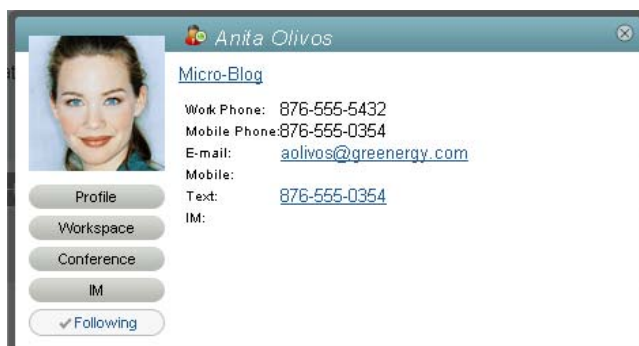 Anita Olivos
Micro-Blog
Work Phone: 876-555-5432
Mobile Phone:876-555-0354
E-mail: aolivos@greenergy.com
Mobile:
Text: 876-555-0354
IM:
Profile
Workspace
Conference
IM
Following